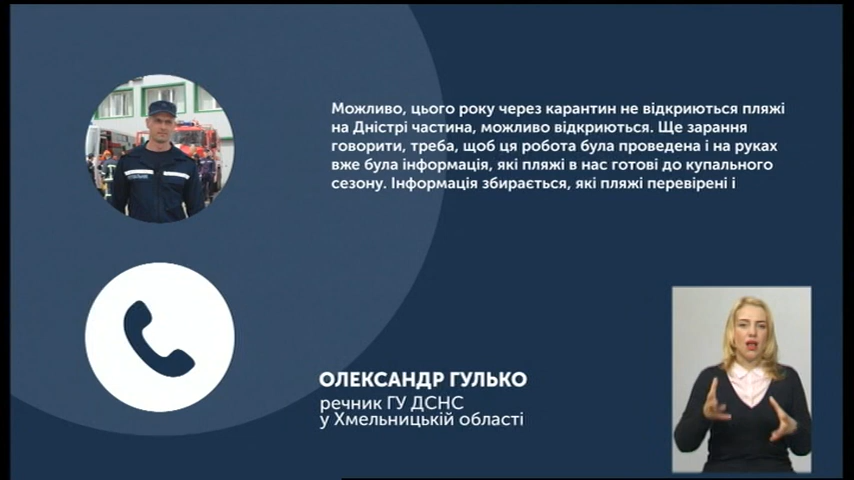 Можливо, цього року через карантин не відкриються пляжі
на Дністрі частина, можливо відкриються. Ще зарання
говорити, треба, щоб ця робота була проведена і на руках
вже була інформація, які пляжі в нас готові до купального
сезону. Інформація збирається, які пляжі перевірені і
ОЛЕКСАНДР ГУЛЬКО
речник ГУ ДСНС
у Хмельницькій області